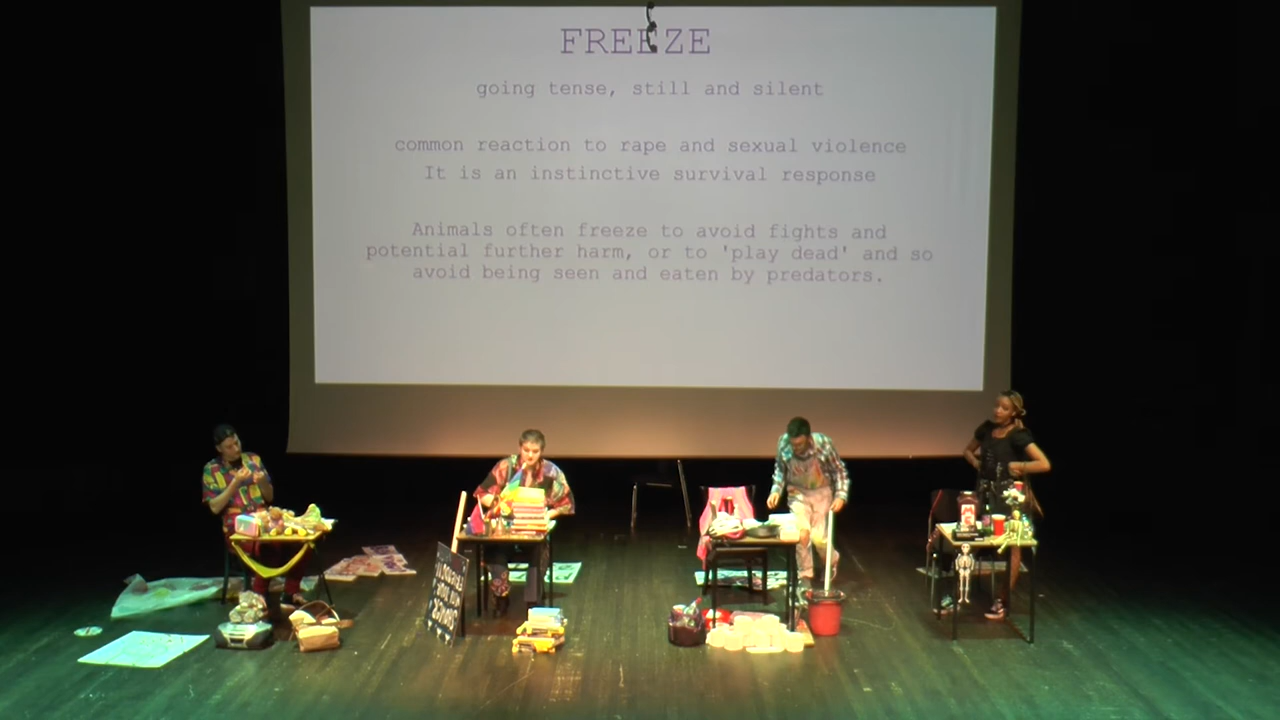 FREEZE
going tense, still and silent
common reaction to rape and sexual violence
It is an instinctive survival response
Animals often freeze to avoid fights and
potential further harm, or to 'play dead' and so
avoid being seen and eaten by predators.